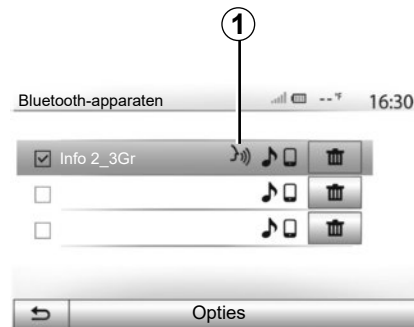 1
Bluetooth-apparaten --°F 16:30
Info 2_3Gr
Opties